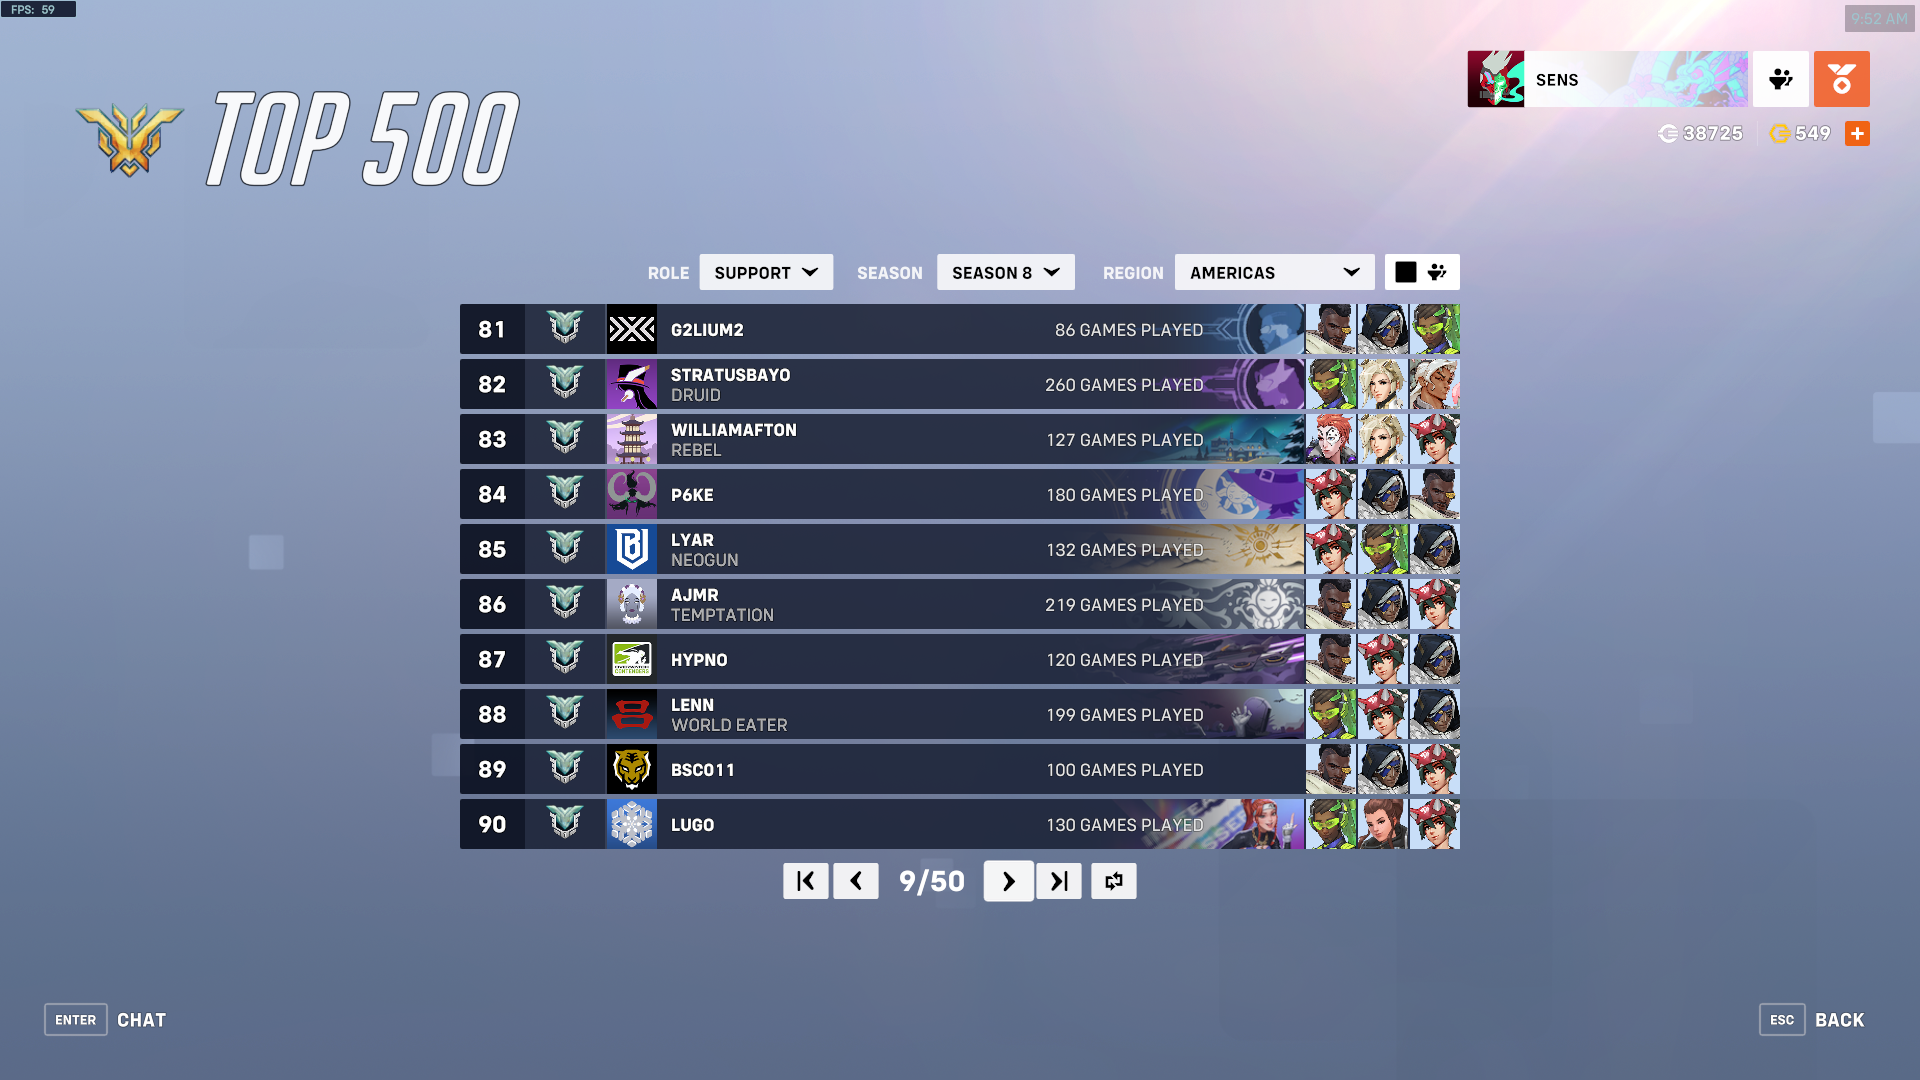 FPS: 59
9:52 AM
TOP 500
SENS
38725
549
ROLE SUPPORT SEASON SEASON 8 REGION AMERICAS
81 G2LIUM2 86 GAMES PLAYED
82 STRATUSBAYO 260 GAMES PLAYED
DRUID
83 WILLIAMAFTON 127 GAMES PLAYED
REBEL
84 P6KE 180 GAMES PLAYED
85 LYAR 132 GAMES PLAYED
NEOGUN
86 AJMR 219 GAMES PLAYED
TEMPTATION
87 HYPNO 120 GAMES PLAYED
88 LENN 199 GAMES PLAYED
WORLD EATER
89 BSCO11 100 GAMES PLAYED
90 LUGO 130 GAMES PLAYED
9/50
ENTER CHAT
ESC BACK